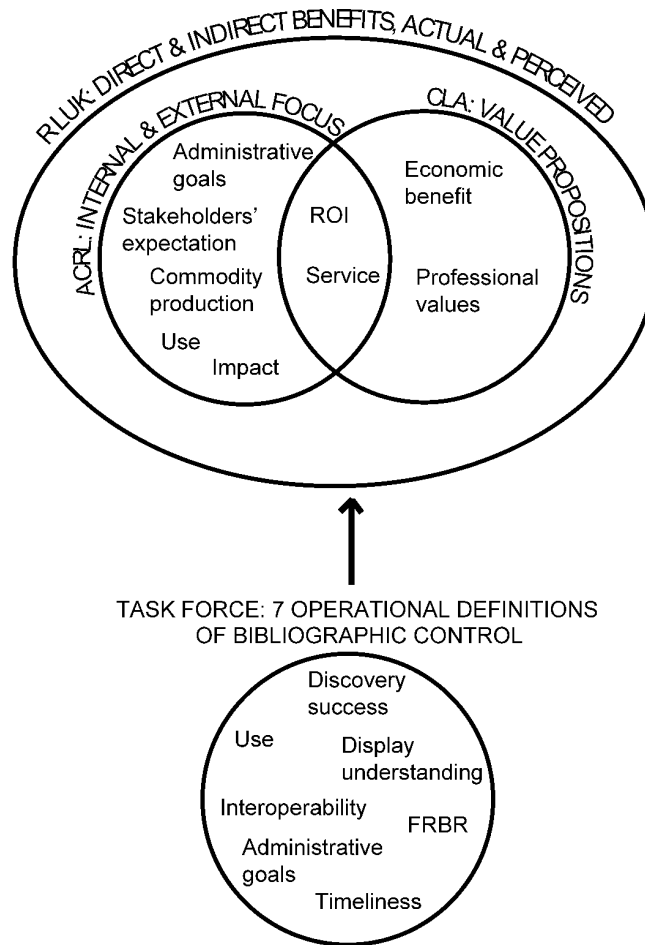 RLUK: DIRECT & INDIRECT BENEFITS, ACTUAL & PERCEIVED
ACRL: INTERNAL & EXTERNAL FOCUS
CLA: VALUE PROPOSITIONS
Administrative
goals
Stakeholders'
expectation
Commodity
production
Use
Impact
ROI
Service
Economic
benefit
Professional
values
TASK FORCE: 7 OPERATIONAL DEFINITIONS
OF BIBLIOGRAPHIC CONTROL
Discovery
success
Use
Display
understanding
Interoperability
FRBR
Administrative
goals
Timeliness